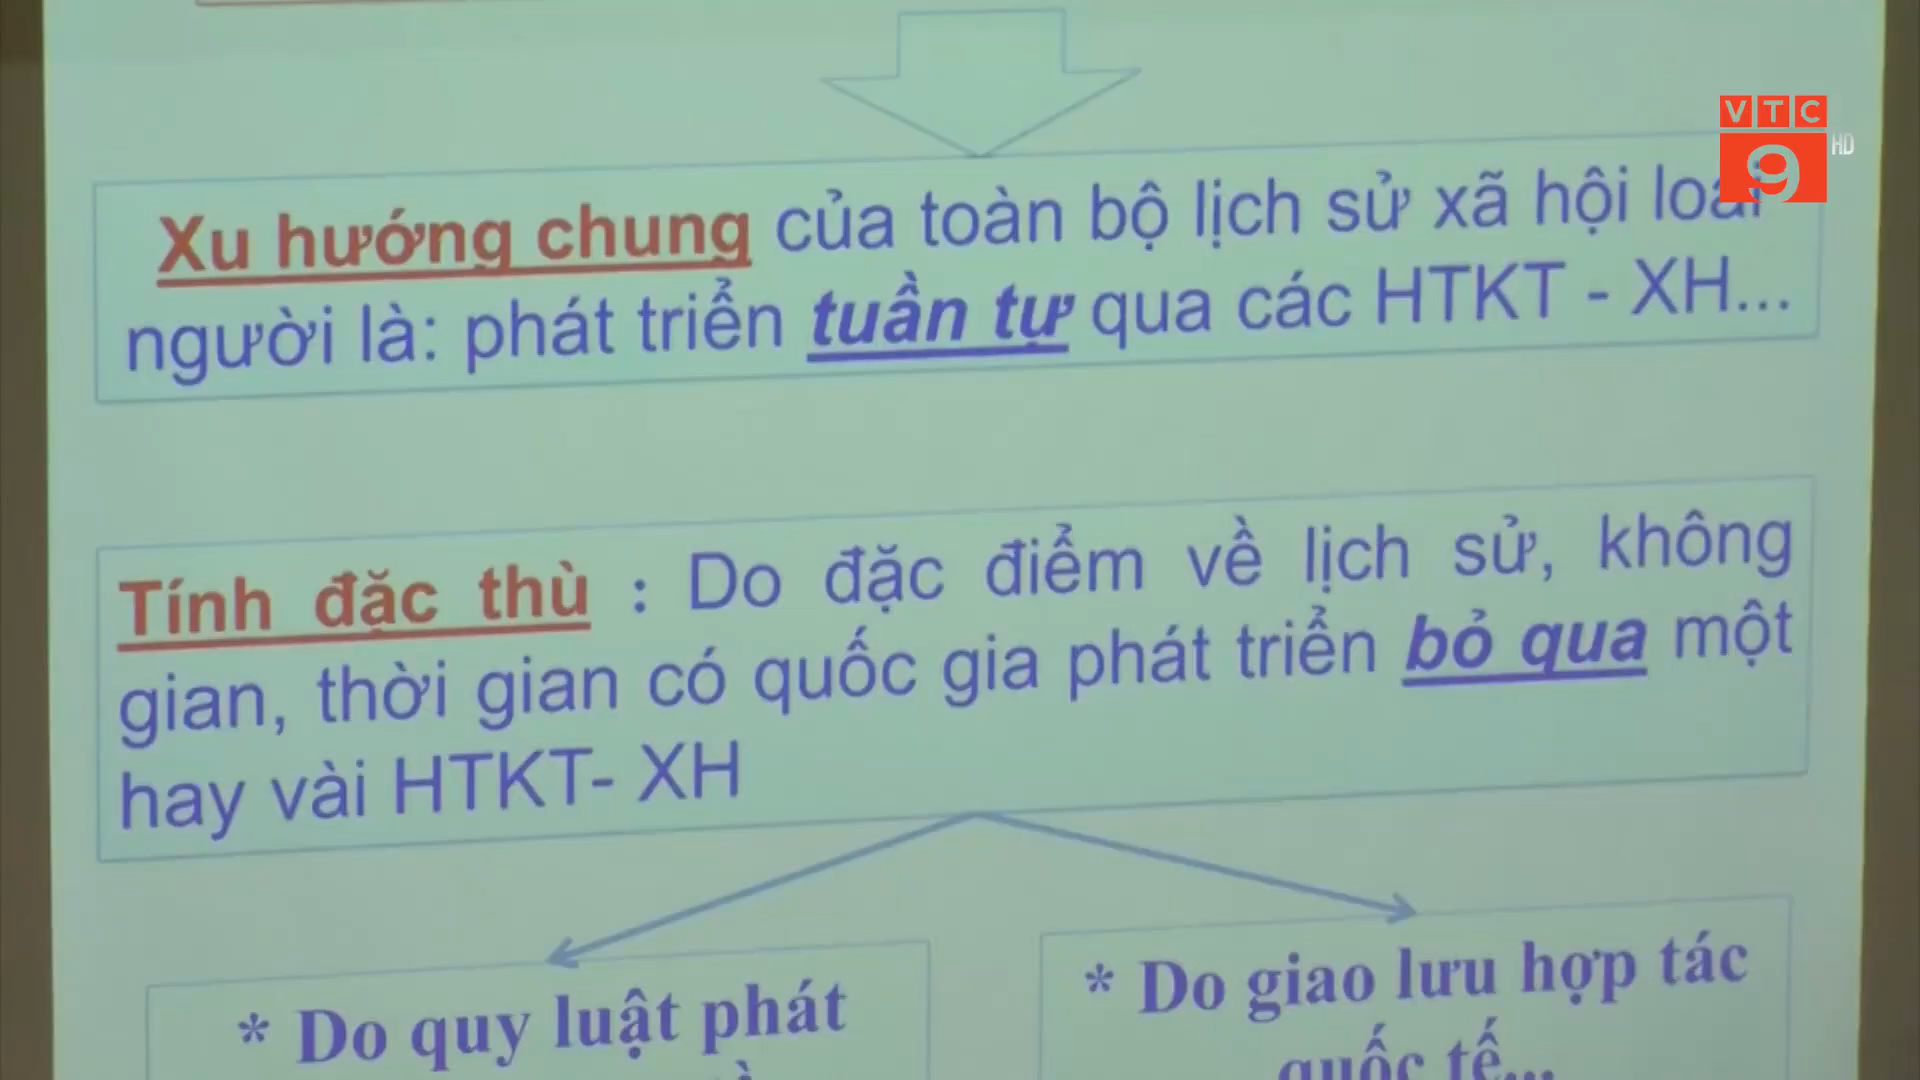 VTC
9
HD
Xu hướng chung của toàn bộ lịch sử xã hội loài
người là: phát triển tuần tự qua các HTKT - XH...
Tính đặc thù : Do đặc điểm về lịch sử, không
gian, thời gian có quốc gia phát triển bỏ qua một
hay vài HTKT- XH
* Do quy luật phát
* Do giao lưu hợp tác
quốc tế...